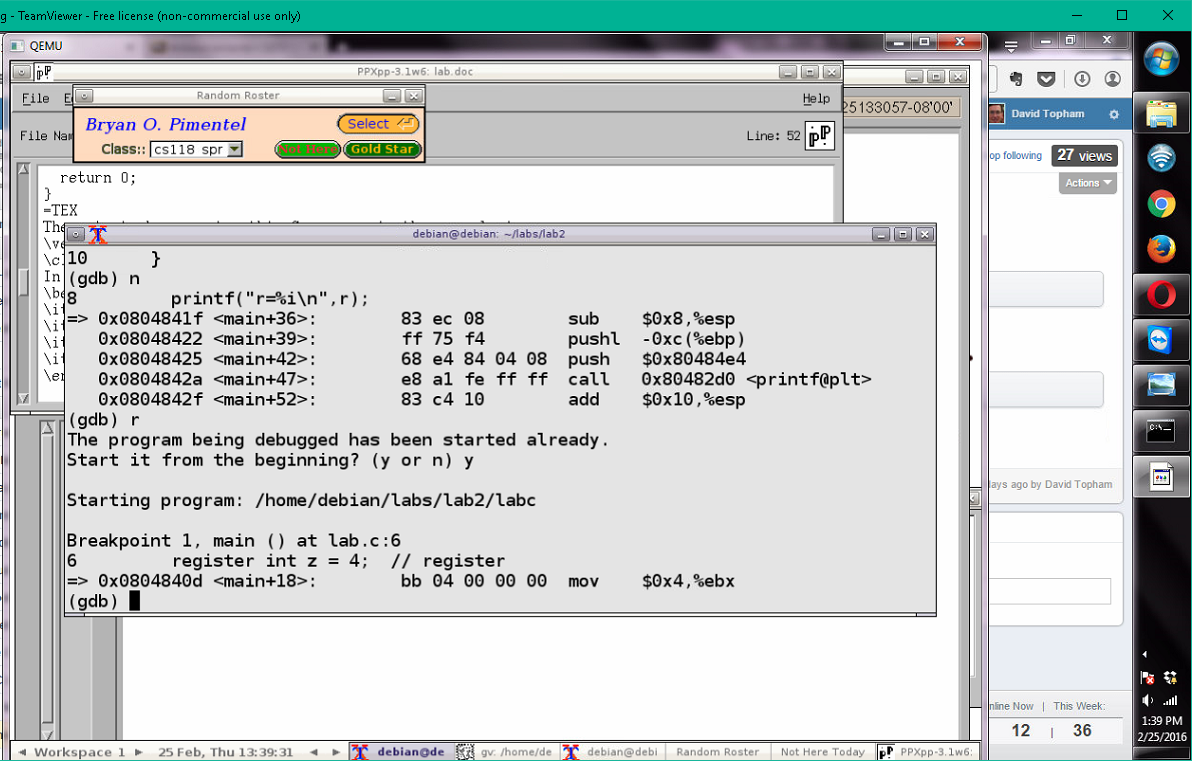 g - TeamViewer - Free license (non-commercial use only)
QEMU
PPXpp-3.1w6: lab.doc
File
Help
Random Roster
25133057-08'00'
David Topham
Bryan O. Pimentel
Select
File Nam
Line: 52
Class::
cs118 spr
Not Here
Gold Star
op following
27 views
Actions
return 0;
}
=TEX
debian@debian: ~/labs/lab2
10 }
(gdb) n
8 printf("r=%i\n",r);
=> 0x0804841f <main+36>: 83 ec 08 sub $0x8,%esp
0x08048422 <main+39>: ff 75 f4 pushl -0xc(%ebp)
0x08048425 <main+42>: 68 e4 84 04 08 push $0x80484e4
0x0804842a <main+47>: e8 a1 fe ff ff call 0x80482d0 <printf@plt>
0x0804842f <main+52>: 83 c4 10 add $0x10,%esp
(gdb) r
The program being debugged has been started already.
Start it from the beginning? (y or n) y
Starting program: /home/debian/labs/lab2/labc
Breakpoint 1, main () at lab.c:6
6 register int z = 4; // register
=> 0x0804840d <main+18>: bb 04 00 00 00 mov $0x4,%ebx
(gdb)
The
\ve
\c
In
\be
\i
\i
\i
\i
\en
days ago by David Topham
nline Now | This Week:
12 | 36
1:39 PM
2/25/2016
Workspace 1
25 Feb, Thu 13:39:31
debian@de
gv: /home/de
debian@debi
Random Roster
Not Here Today
PPXpp-3.1w6: